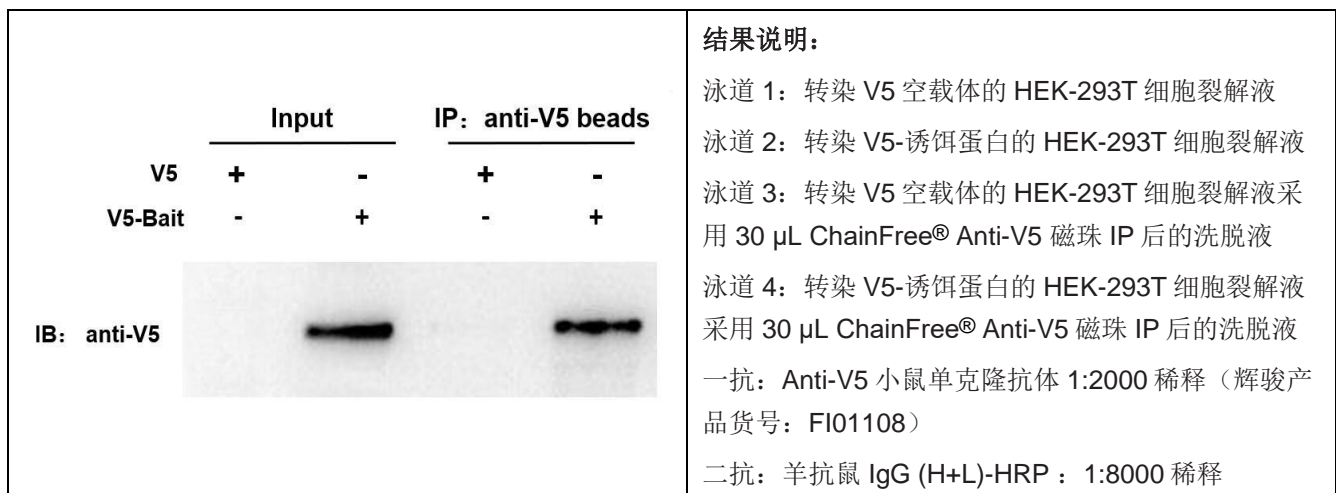 Input IP：anti-V5 beads
V5 + - + -
V5-Bait - + - +
IB： anti-V5
结果说明：
泳道 1：转染 V5 空载体的 HEK-293T 细胞裂解液
泳道 2：转染 V5-诱饵蛋白的 HEK-293T 细胞裂解液
泳道 3：转染 V5 空载体的 HEK-293T 细胞裂解液采
用 30 µL ChainFree® Anti-V5 磁珠 IP 后的洗脱液
泳道 4：转染 V5-诱饵蛋白的 HEK-293T 细胞裂解液
采用 30 µL ChainFree® Anti-V5 磁珠 IP 后的洗脱液
一抗：Anti-V5 小鼠单克隆抗体 1:2000 稀释（辉骏产
品货号：FI01108）
二抗：羊抗鼠 IgG (H+L)-HRP ：1:8000 稀释